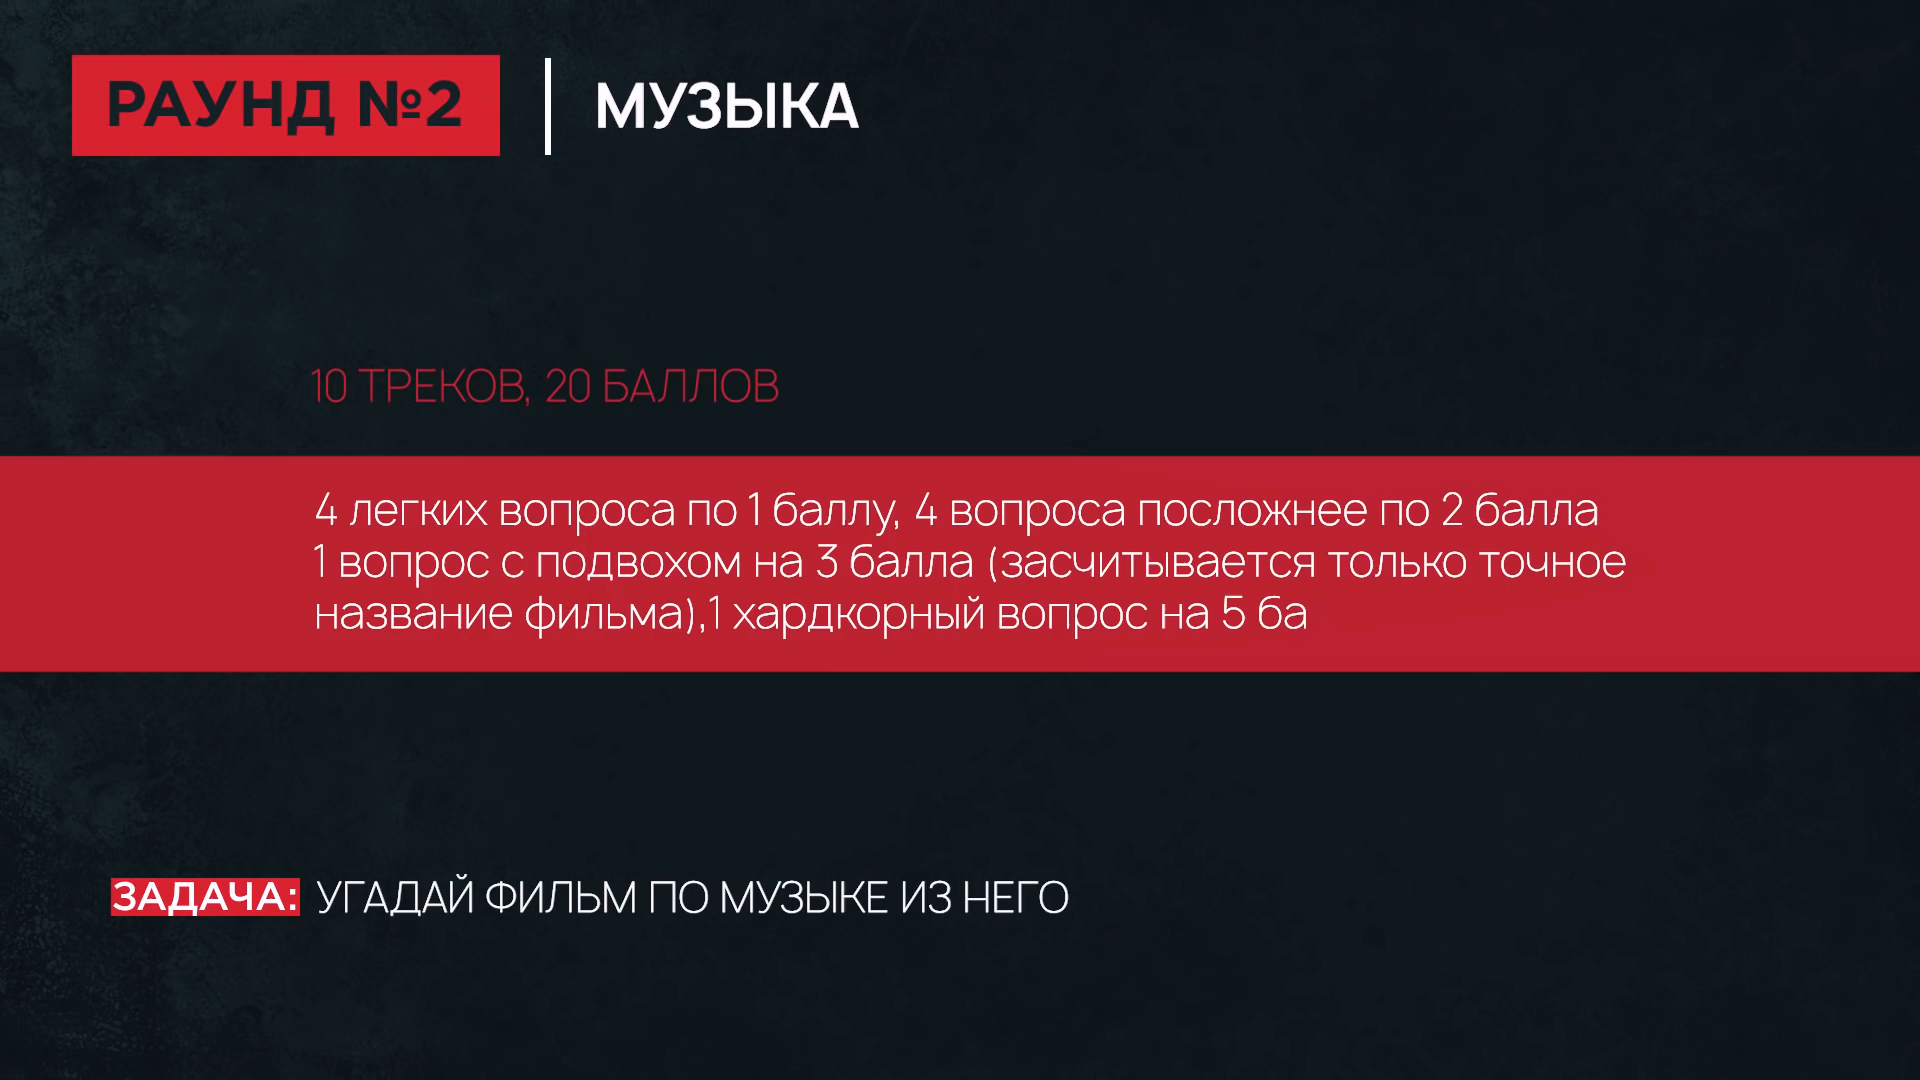 РАУНД №2
МУЗЫКА
10 ТРЕКОВ, 20 БАЛЛОВ
4 легких вопроса по 1 баллу, 4 вопроса посложнее по 2 балла
1 вопрос с подвохом на 3 балла (засчитывается только точное
название фильма),1 хардкорный вопрос на 5 ба
ЗАДАЧА: УГАДАЙ ФИЛЬМ ПО МУЗЫКЕ ИЗ НЕГО